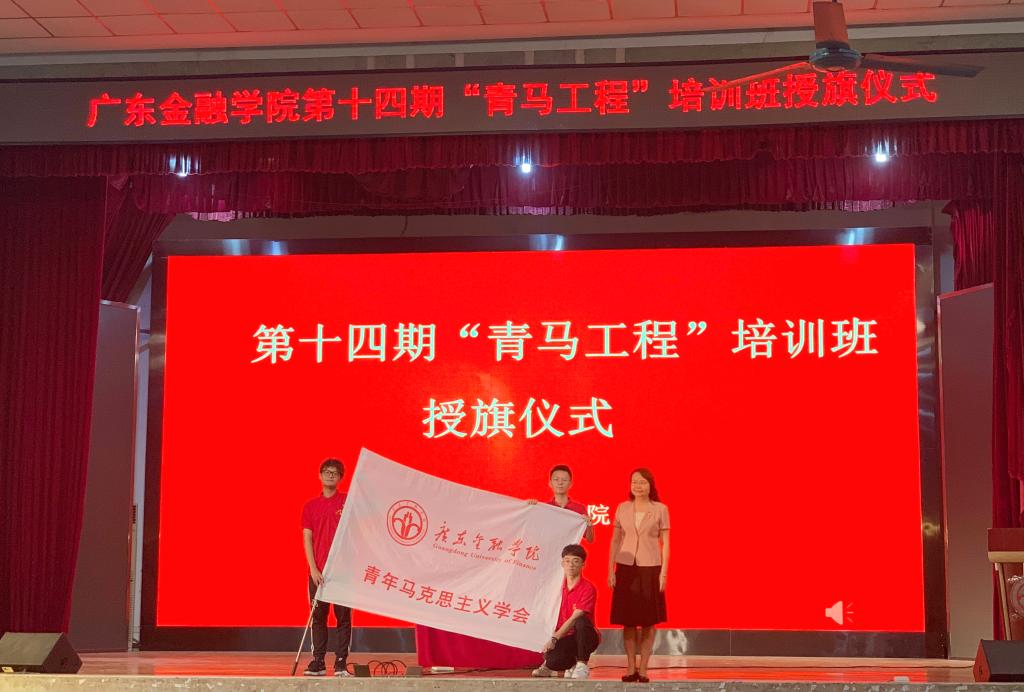 广东金融学院第十四期“青马工程”培训班授旗仪式
第十四期“青马工程”培训班
授旗仪式
院
广东金融学院
Guangdong University of Finance
青年马克思主义学会